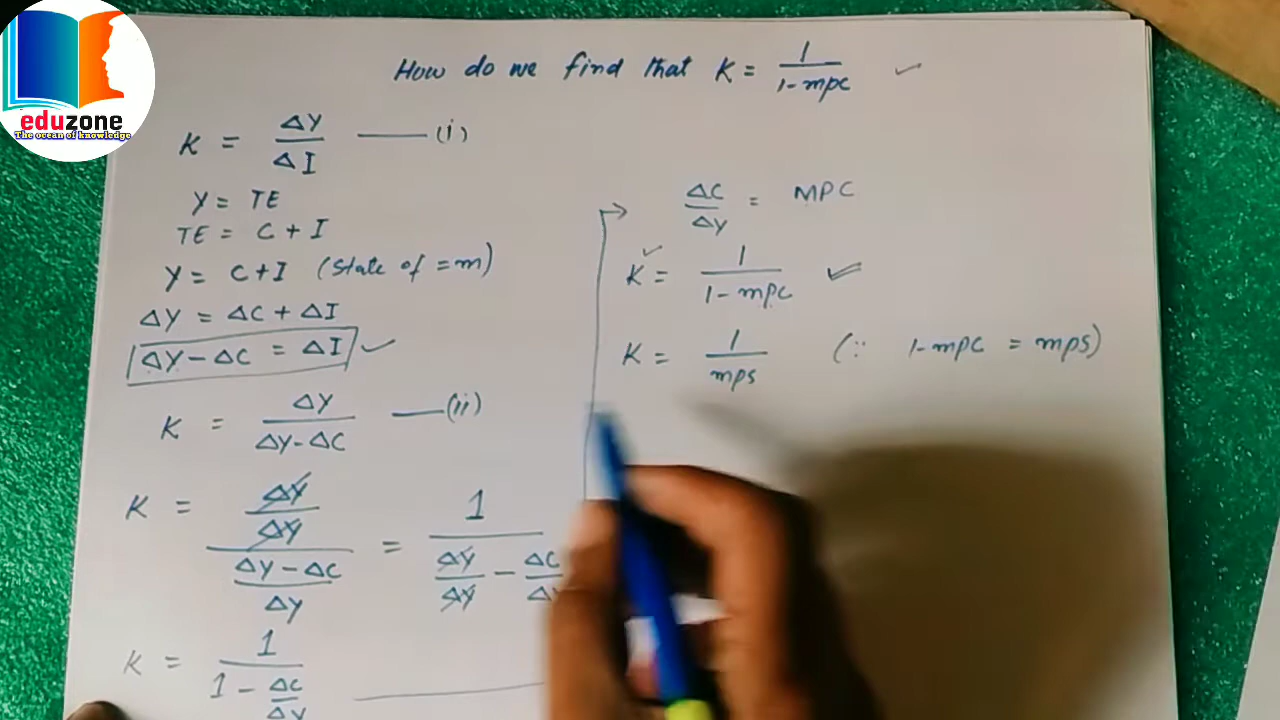 eduzone
The ocean of knowledge
How do we find that K = 1/(1-mpc) ✓
K = ΔY/ΔI —— (i)
Y = TE
TE = C + I
Y = C+I (State of =m)
ΔY = ΔC + ΔI
ΔY-ΔC = ΔI ✓
K = ΔY/(ΔY-ΔC) —— (ii)
K = (ΔY/ΔY)/((ΔY-ΔC)/ΔY) = 1/(ΔY/ΔY - ΔC/ΔY)
K = 1/(1 - ΔC/ΔY)
ΔC/ΔY = MPC
K = 1/(1-mpc) ✓
K = 1/mps (∵ 1-mpc = mps)